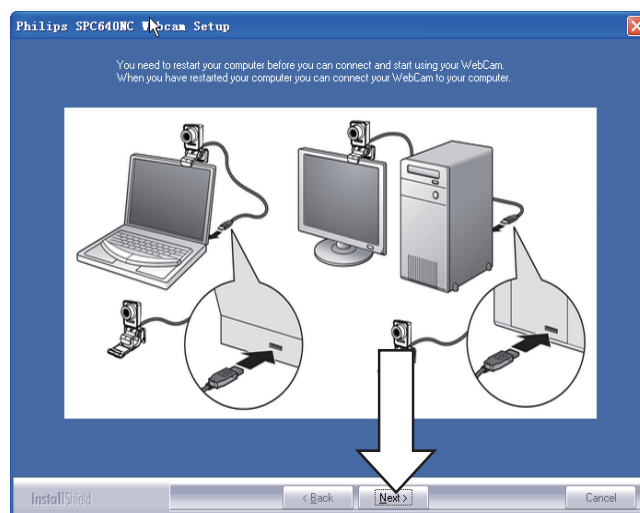 Philips SPC640NC Webcam Setup
You need to restart your computer before you can connect and start using your WebCam.
When you have restarted your computer you can connect your WebCam to your computer.
InstallShield
< Back
Next >
Cancel